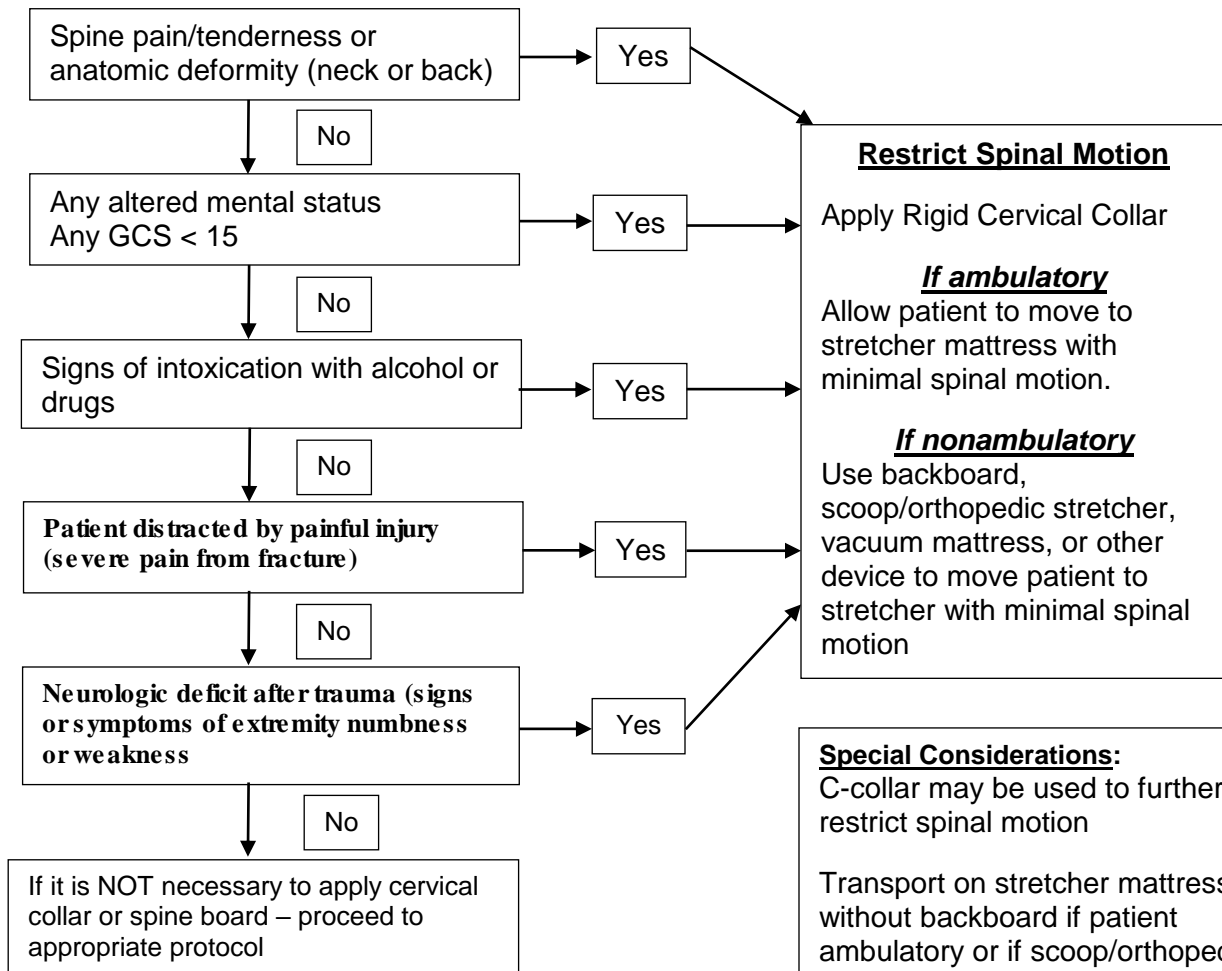 Spine pain/tenderness or
anatomic deformity (neck or back)
Yes
No
Any altered mental status
Any GCS < 15
Yes
No
Signs of intoxication with alcohol or
drugs
Yes
No
Patient distracted by painful injury
(severe pain from fracture)
Yes
No
Neurologic deficit after trauma (signs
or symptoms of extremity numbness
or weakness
Yes
No
If it is NOT necessary to apply cervical
collar or spine board – proceed to
appropriate protocol
Restrict Spinal Motion
Apply Rigid Cervical Collar
If ambulatory
Allow patient to move to
stretcher mattress with
minimal spinal motion.
If nonambulatory
Use backboard,
scoop/orthopedic stretcher,
vacuum mattress, or other
device to move patient to
stretcher with minimal spinal
motion
Special Considerations:
C-collar may be used to further
restrict spinal motion
Transport on stretcher mattress
without backboard if patient
ambulatory or if